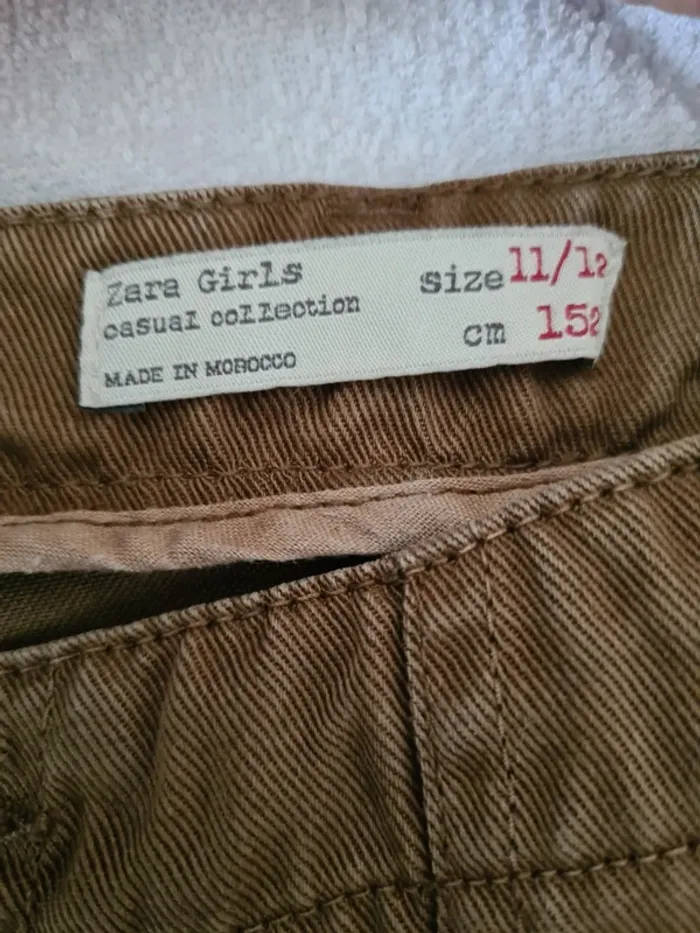 Zara Girls
casual collection
MADE IN MOROCCO
size 11/12
cm 152